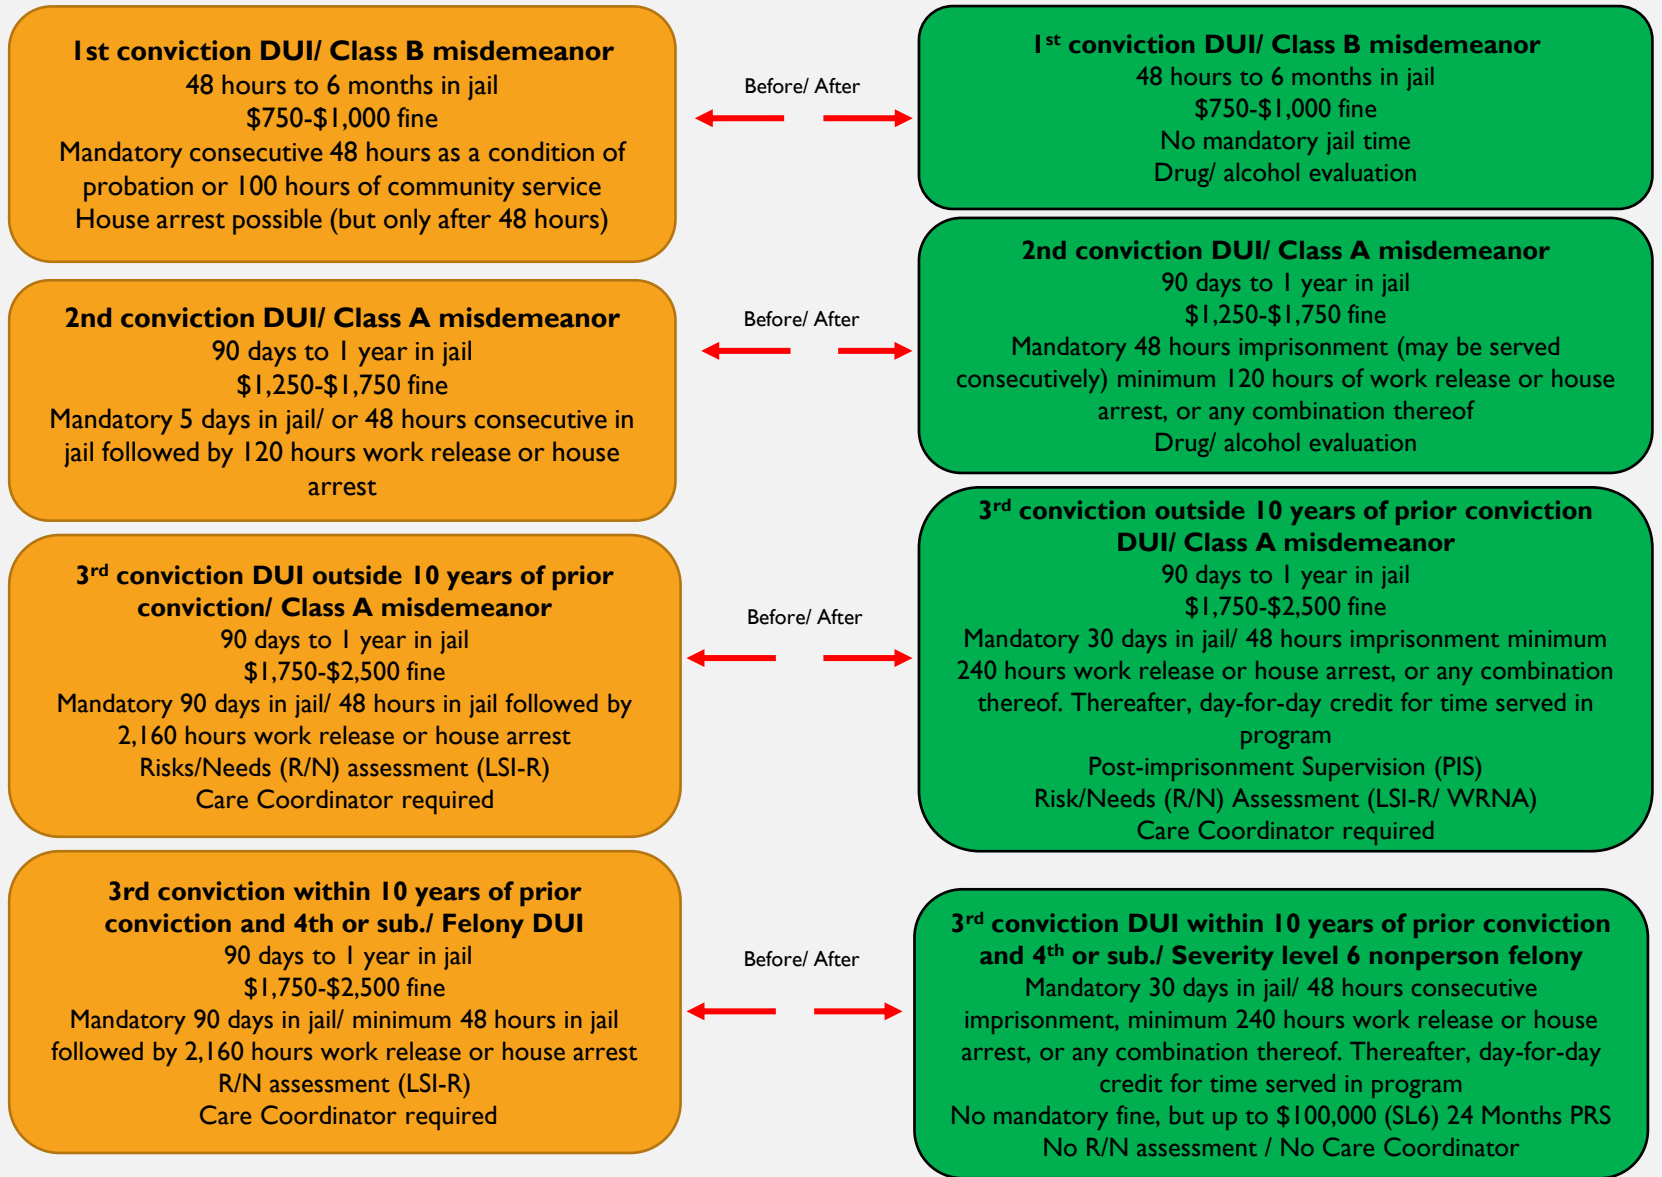 1st conviction DUI/ Class B misdemeanor
48 hours to 6 months in jail
$750-$1,000 fine
Mandatory consecutive 48 hours as a condition of
probation or 100 hours of community service
House arrest possible (but only after 48 hours)
Before/ After
1st conviction DUI/ Class B misdemeanor
48 hours to 6 months in jail
$750-$1,000 fine
No mandatory jail time
Drug/ alcohol evaluation
2nd conviction DUI/ Class A misdemeanor
90 days to 1 year in jail
$1,250-$1,750 fine
Mandatory 5 days in jail/ or 48 hours consecutive in
jail followed by 120 hours work release or house
arrest
Before/ After
2nd conviction DUI/ Class A misdemeanor
90 days to 1 year in jail
$1,250-$1,750 fine
Mandatory 48 hours imprisonment (may be served
consecutively) minimum 120 hours of work release or house
arrest, or any combination thereof
Drug/ alcohol evaluation
3rd conviction DUI outside 10 years of prior
conviction/ Class A misdemeanor
90 days to 1 year in jail
$1,750-$2,500 fine
Mandatory 90 days in jail/ 48 hours in jail followed by
2,160 hours work release or house arrest
Risks/Needs (R/N) assessment (LSI-R)
Care Coordinator required
Before/ After
3rd conviction outside 10 years of prior conviction
DUI/ Class A misdemeanor
90 days to 1 year in jail
$1,750-$2,500 fine
Mandatory 30 days in jail/ 48 hours imprisonment minimum
240 hours work release or house arrest, or any combination
thereof. Thereafter, day-for-day credit for time served in
program
Post-imprisonment Supervision (PIS)
Risk/Needs (R/N) Assessment (LSI-R/ WRNA)
Care Coordinator required
3rd conviction within 10 years of prior
conviction and 4th or sub./ Felony DUI
90 days to 1 year in jail
$1,750-$2,500 fine
Mandatory 90 days in jail/ minimum 48 hours in jail
followed by 2,160 hours work release or house arrest
R/N assessment (LSI-R)
Care Coordinator required
Before/ After
3rd conviction DUI within 10 years of prior conviction
and 4th or sub./ Severity level 6 nonperson felony
Mandatory 30 days in jail/ 48 hours consecutive
imprisonment, minimum 240 hours work release or house
arrest, or any combination thereof. Thereafter, day-for-day
credit for time served in program
No mandatory fine, but up to $100,000 (SL6) 24 Months PRS
No R/N assessment / No Care Coordinator